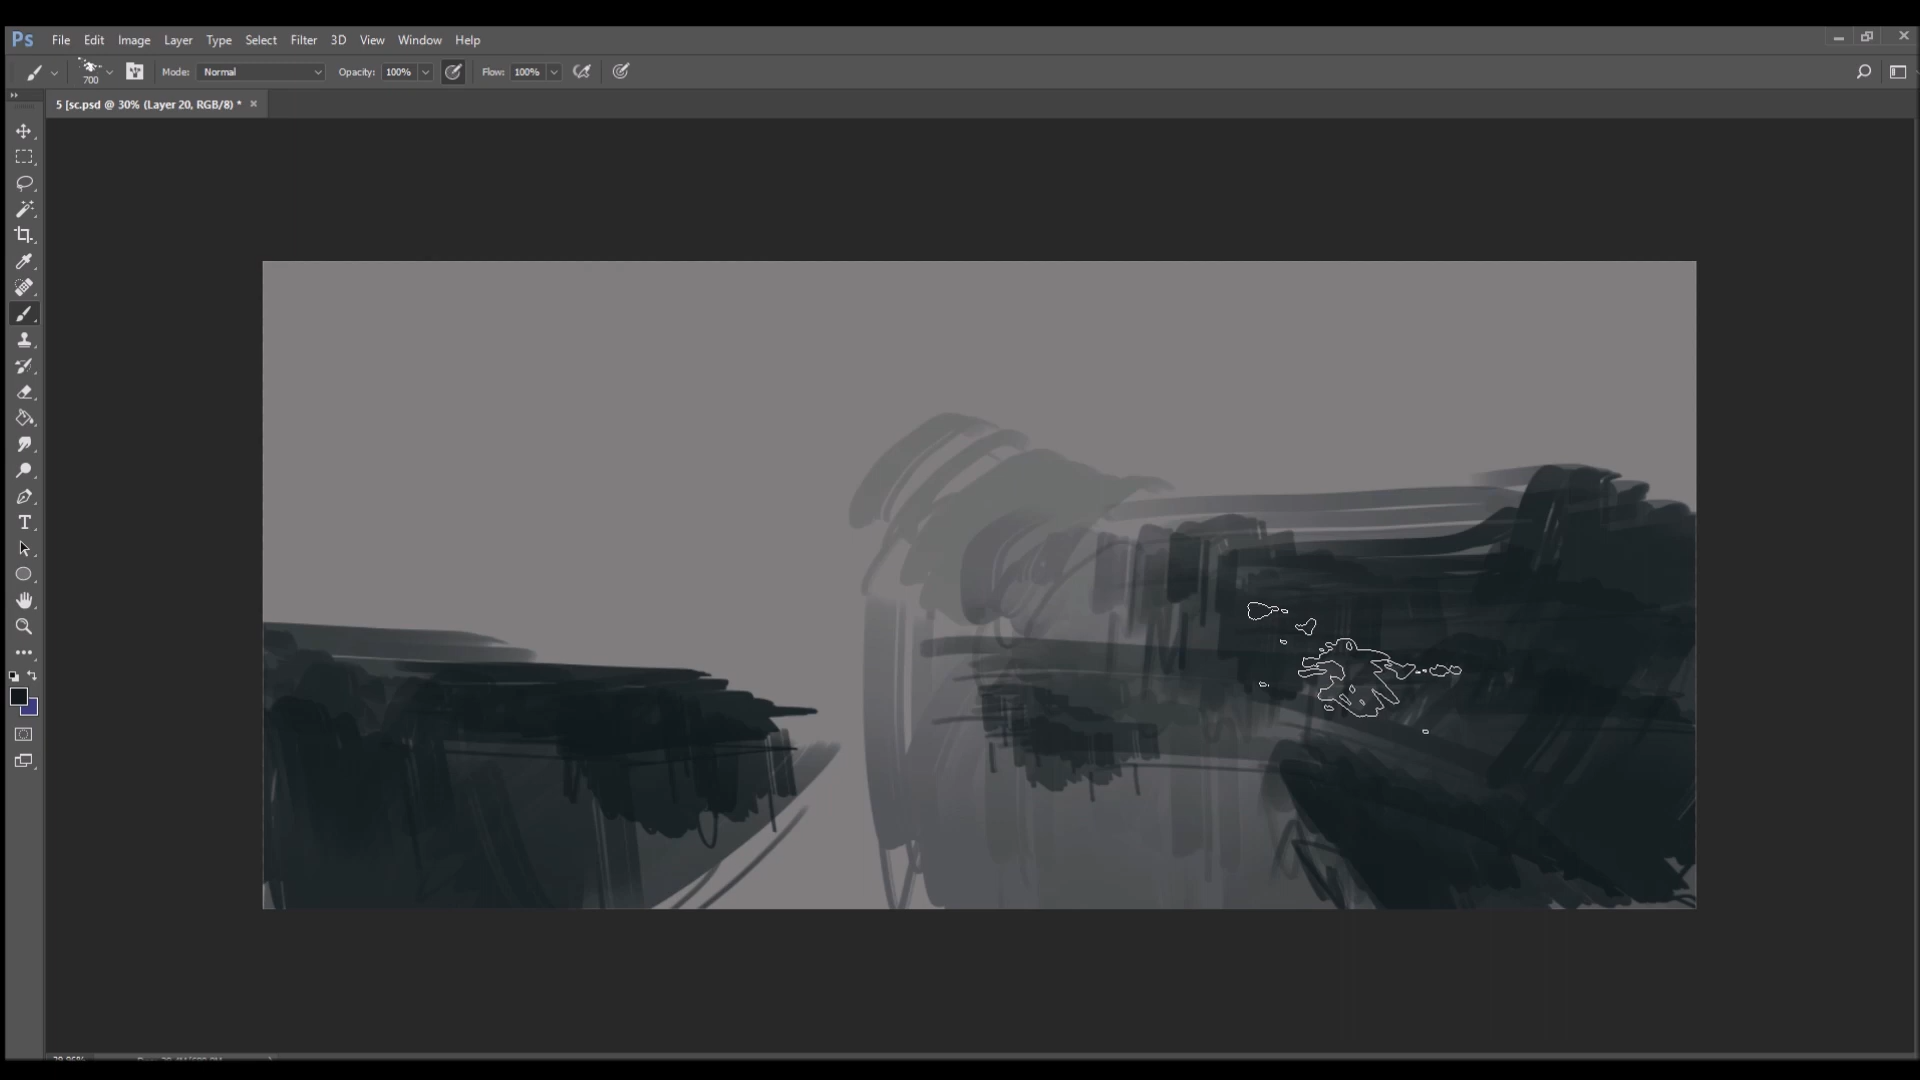 Ps File Edit Image Layer Type Select Filter 3D View Window Help
700 Mode: Normal Opacity: 100% Flow: 100%
5 [sc.psd @ 30% (Layer 20, RGB/8) *